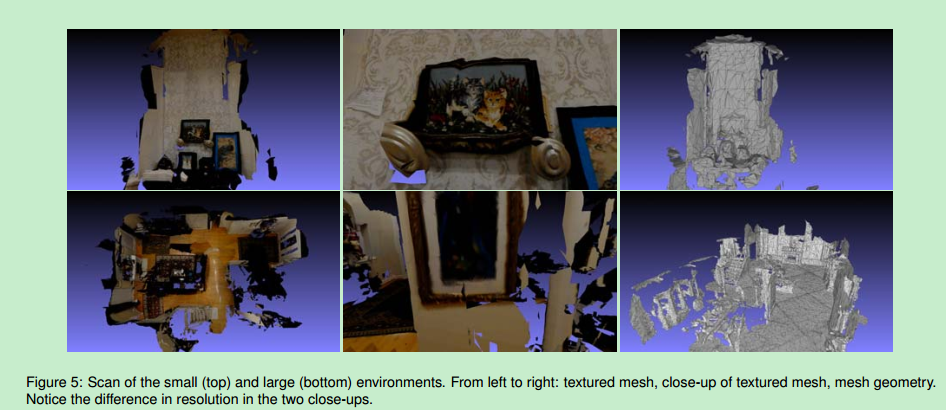 Figure 5: Scan of the small (top) and large (bottom) environments. From left to right: textured mesh, close-up of textured mesh, mesh geometry.
Notice the difference in resolution in the two close-ups.